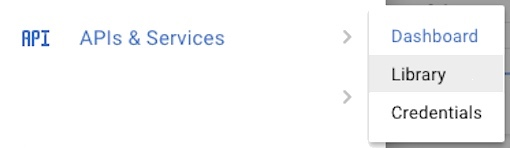 API APIs & Services
Dashboard
Library
Credentials